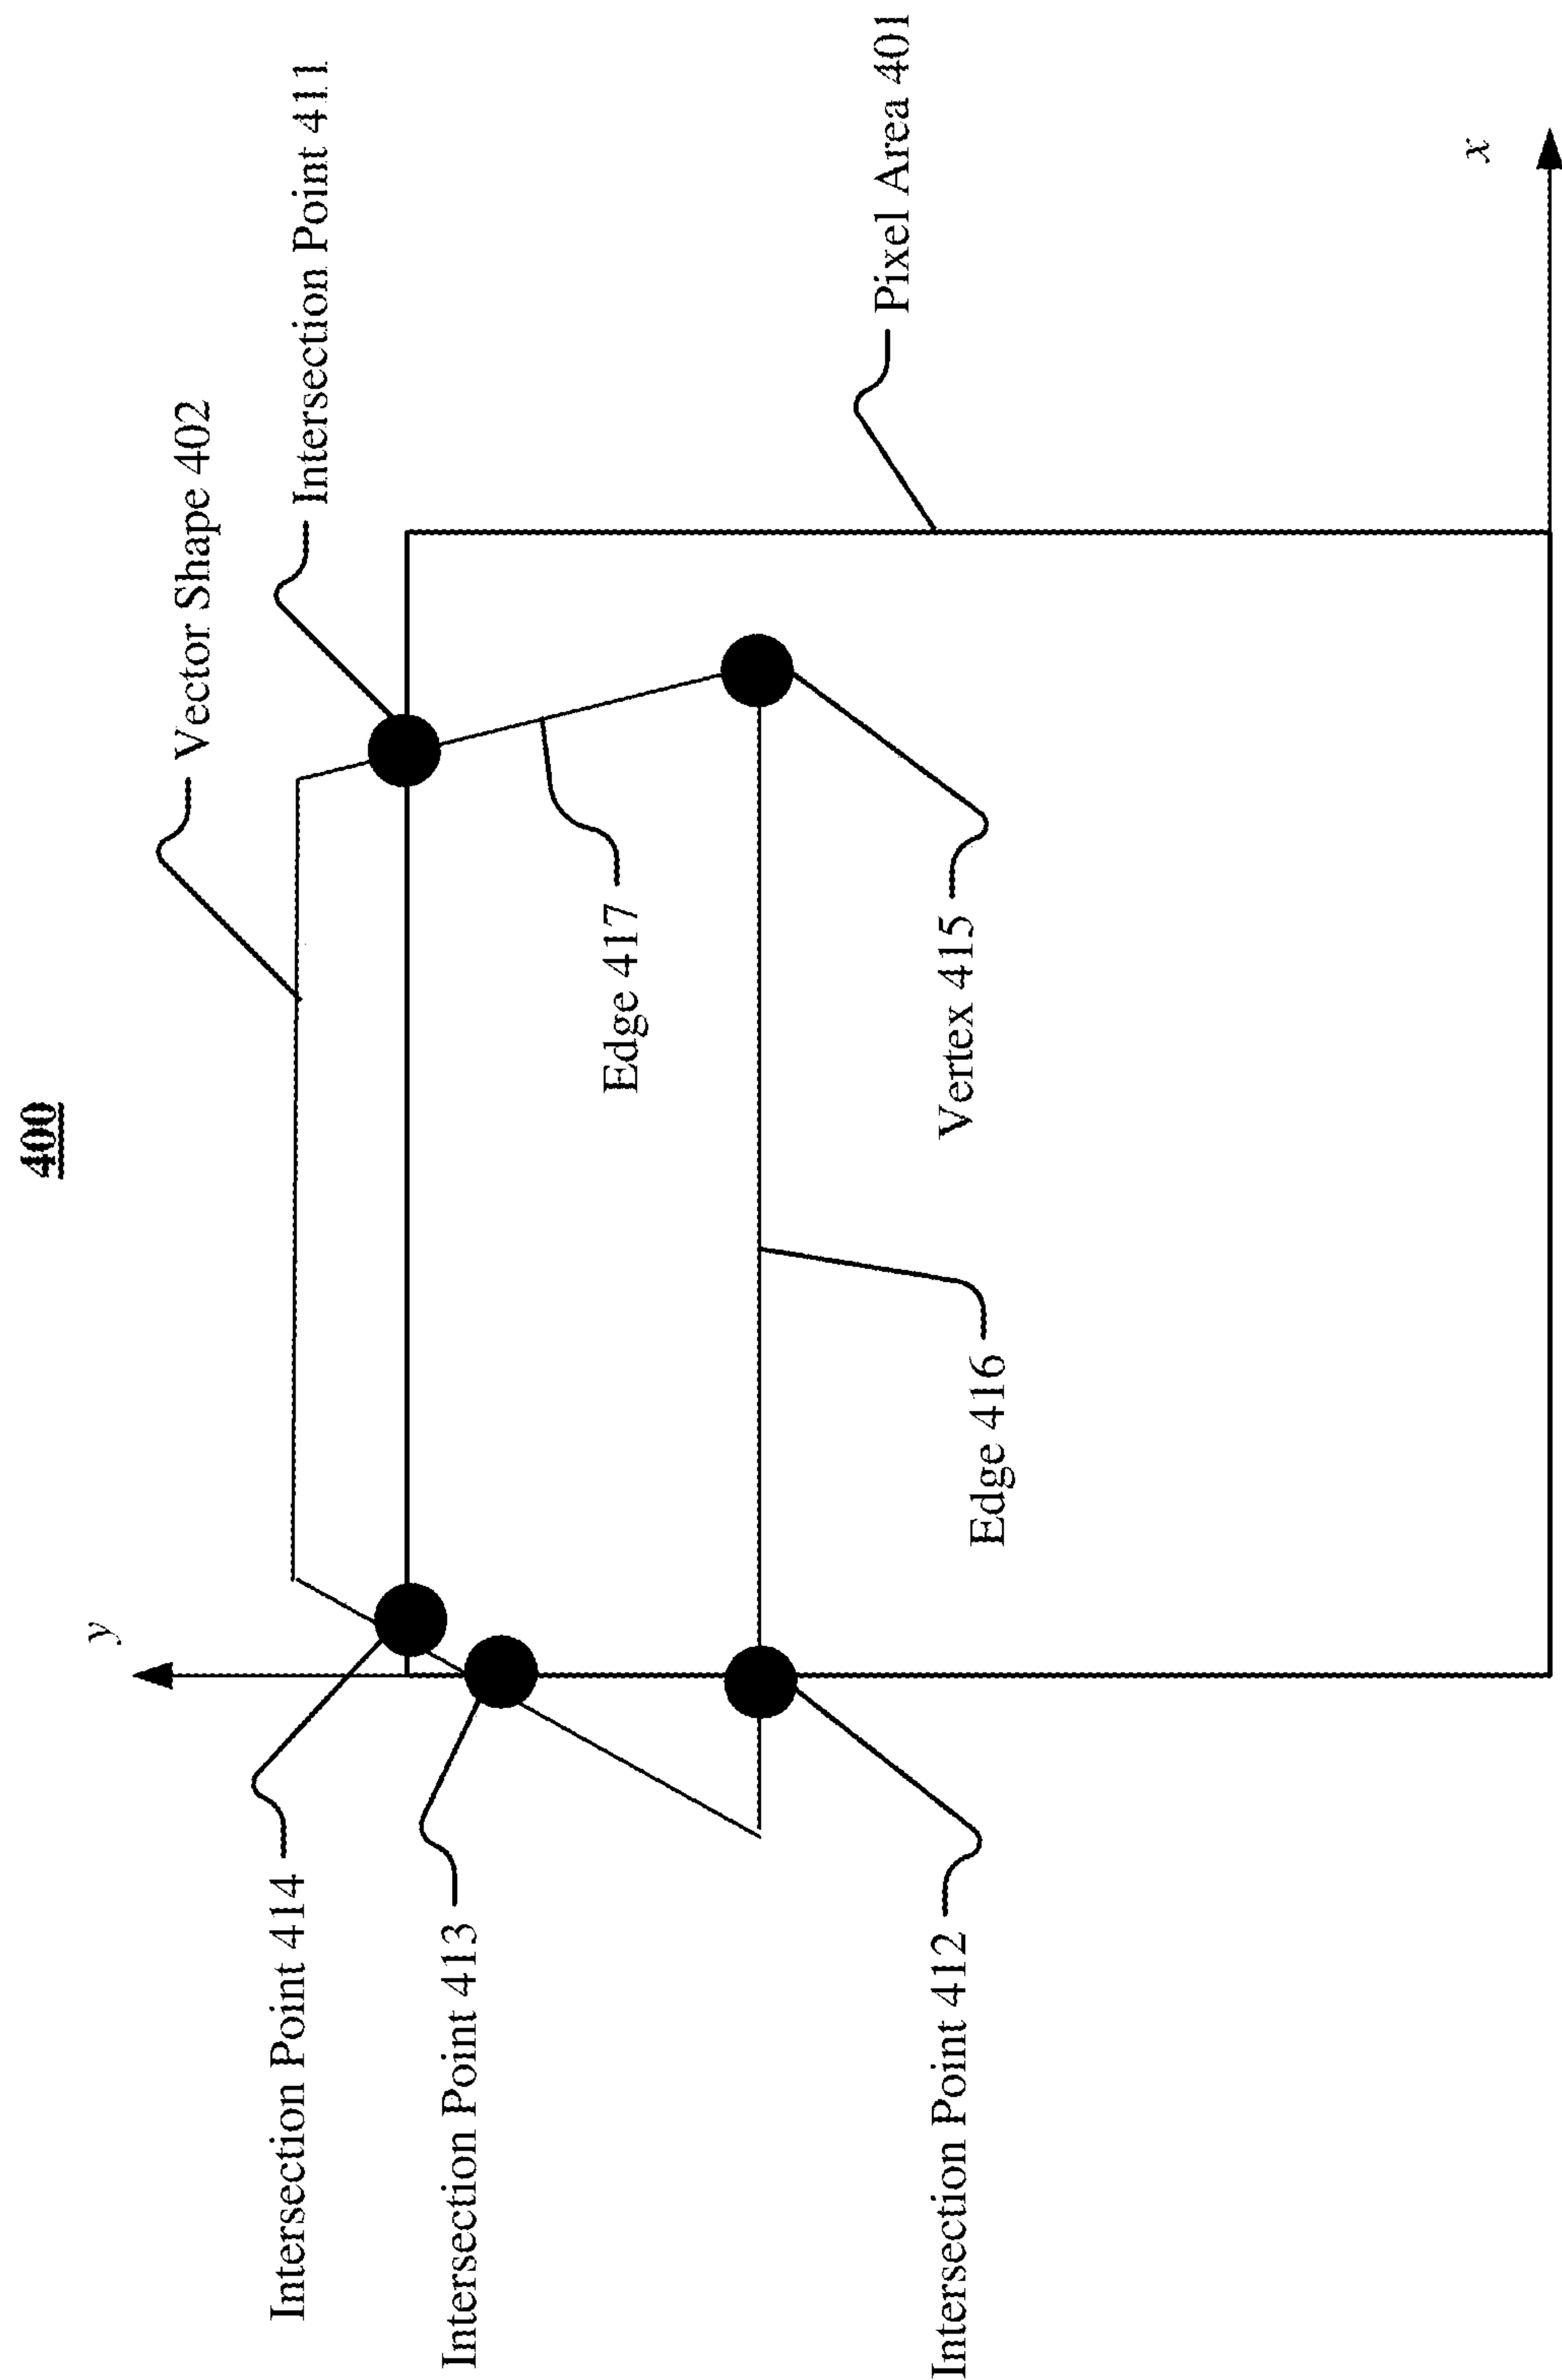 400
y
Vector Shape 402
Intersection Point 414
Intersection Point 411
Intersection Point 413
Edge 417
Pixel Area 401
Intersection Point 412
Vertex 415
Edge 416
x